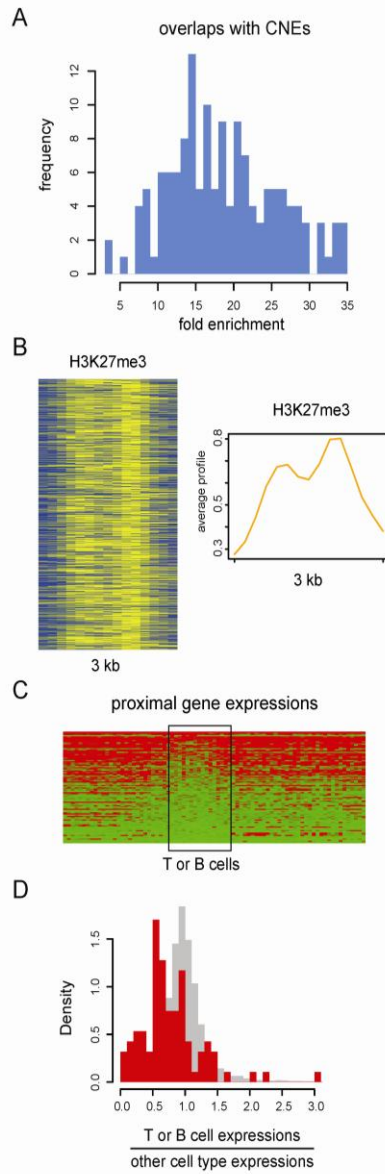 A
overlaps with CNEs
frequency
12
10
8
6
4
2
0
5 10 15 20 25 30 35
fold enrichment
B
H3K27me3
3 kb
H3K27me3
average profile
0.8
0.5
0.3
3 kb
C
proximal gene expressions
T or B cells
D
Density
1.5
1.0
0.5
0.0
0.0 0.5 1.0 1.5 2.0 2.5 3.0
T or B cell expressions
other cell type expressions